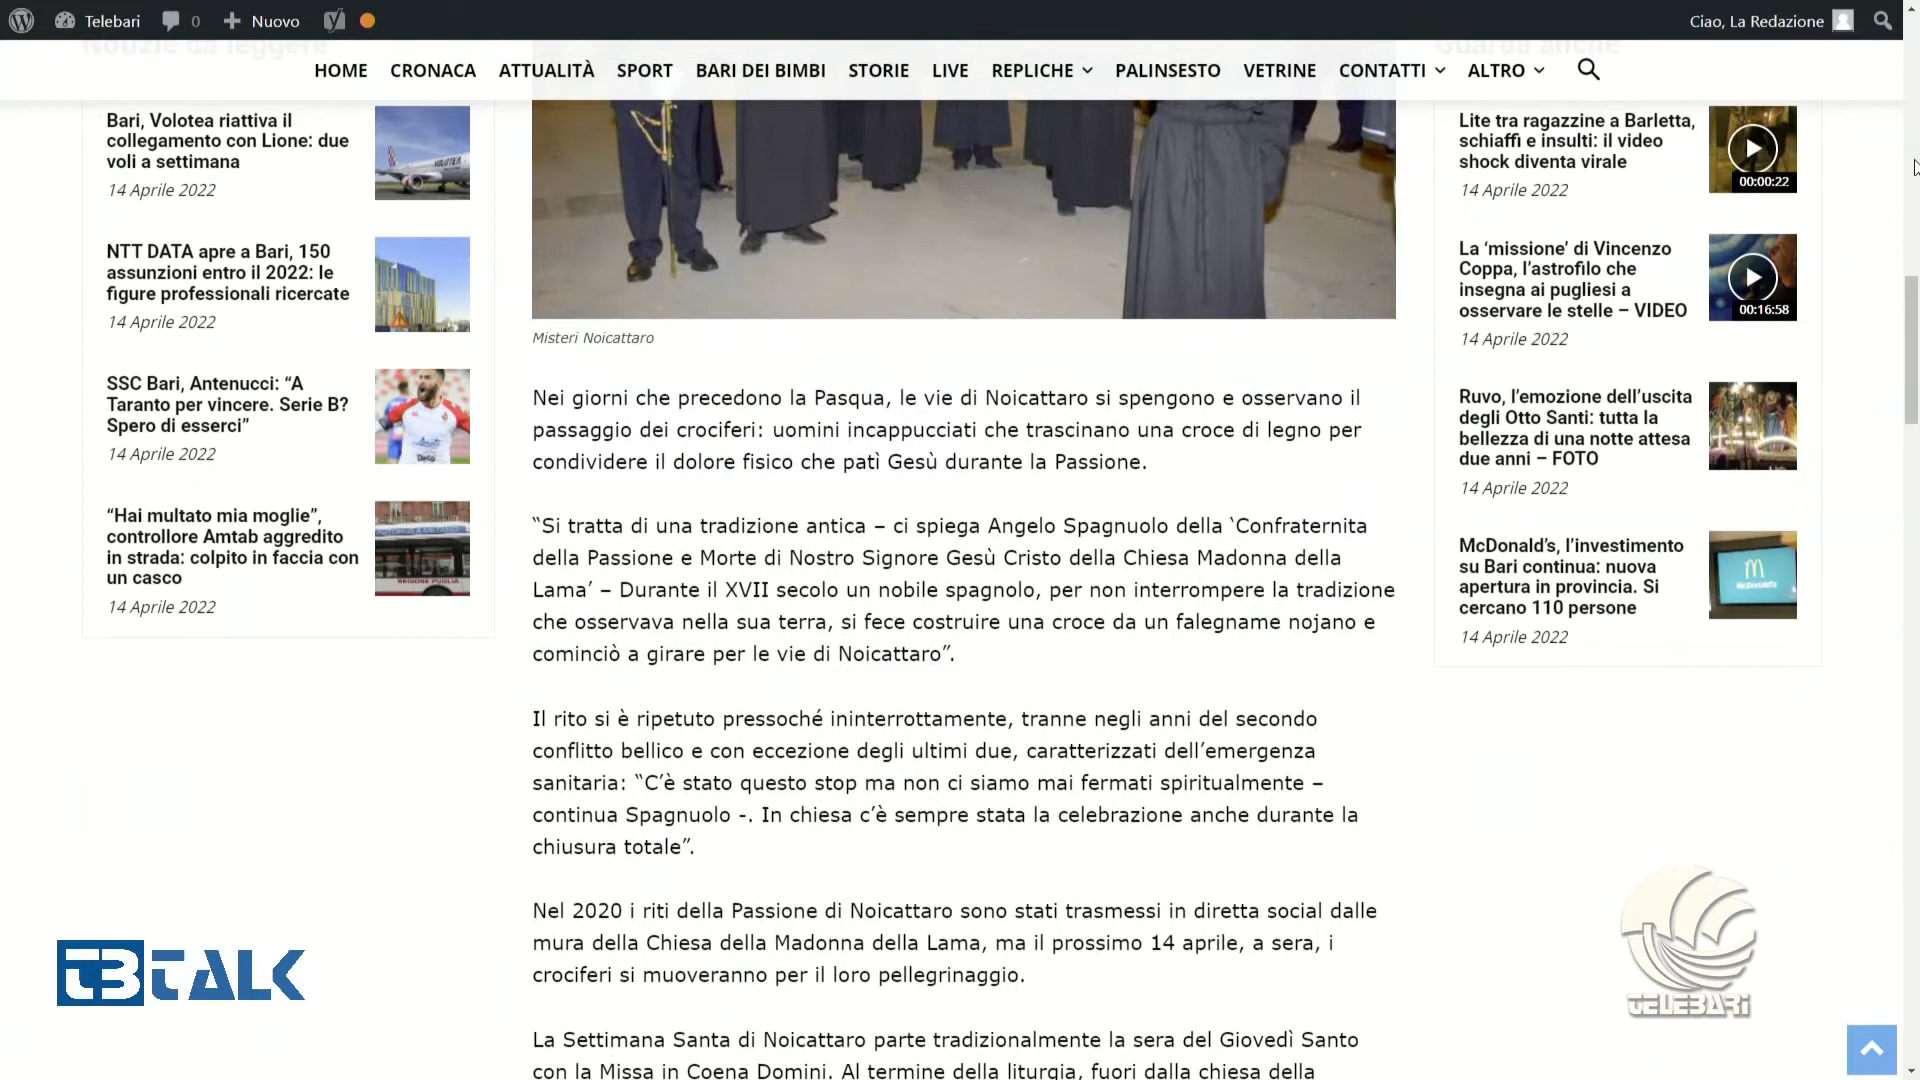 Telebari
0
Nuovo
Ciao, La Redazione
Notizie da leggere
Guarda anche
HOME
CRONACA
ATTUALITÀ
SPORT
BARI DEI BIMBI
STORIE
LIVE
REPLICHE
PALINSESTO
VETRINE
CONTATTI
ALTRO
Bari, Volotea riattiva il
collegamento con Lione: due
voli a settimana
14 Aprile 2022
VOLOTEA
NTT DATA apre a Bari, 150
assunzioni entro il 2022: le
figure professionali ricercate
14 Aprile 2022
SSC Bari, Antenucci: “A
Taranto per vincere. Serie B?
Spero di esserci”
14 Aprile 2022
“Hai multato mia moglie”,
controllore Amtab aggredito
in strada: colpito in faccia con
un casco
14 Aprile 2022
REGIONE PUGLIA
Misteri Noicattaro
Nei giorni che precedono la Pasqua, le vie di Noicattaro si spengono e osservano il
passaggio dei crociferi: uomini incappucciati che trascinano una croce di legno per
condividere il dolore fisico che patì Gesù durante la Passione.
“Si tratta di una tradizione antica – ci spiega Angelo Spagnuolo della ‘Confraternita
della Passione e Morte di Nostro Signore Gesù Cristo della Chiesa Madonna della
Lama’ – Durante il XVII secolo un nobile spagnolo, per non interrompere la tradizione
che osservava nella sua terra, si fece costruire una croce da un falegname nojano e
cominciò a girare per le vie di Noicattaro”.
Il rito si è ripetuto pressoché ininterrottamente, tranne negli anni del secondo
conflitto bellico e con eccezione degli ultimi due, caratterizzati dell’emergenza
sanitaria: “C’è stato questo stop ma non ci siamo mai fermati spiritualmente –
continua Spagnuolo -. In chiesa c’è sempre stata la celebrazione anche durante la
chiusura totale”.
Nel 2020 i riti della Passione di Noicattaro sono stati trasmessi in diretta social dalle
mura della Chiesa della Madonna della Lama, ma il prossimo 14 aprile, a sera, i
crociferi si muoveranno per il loro pellegrinaggio.
La Settimana Santa di Noicattaro parte tradizionalmente la sera del Giovedì Santo
con la Missa in Coena Domini. Al termine della liturgia, fuori dalla chiesa della
Lite tra ragazzine a Barletta,
schiaffi e insulti: il video
shock diventa virale
14 Aprile 2022
00:00:22
La ‘missione’ di Vincenzo
Coppa, l’astrofilo che
insegna ai pugliesi a
osservare le stelle – VIDEO
14 Aprile 2022
00:16:58
Ruvo, l’emozione dell’uscita
degli Otto Santi: tutta la
bellezza di una notte attesa
due anni – FOTO
14 Aprile 2022
McDonald’s, l’investimento
su Bari continua: nuova
apertura in provincia. Si
cercano 110 persone
14 Aprile 2022
McDonald's
TB TALK
TELEBARI